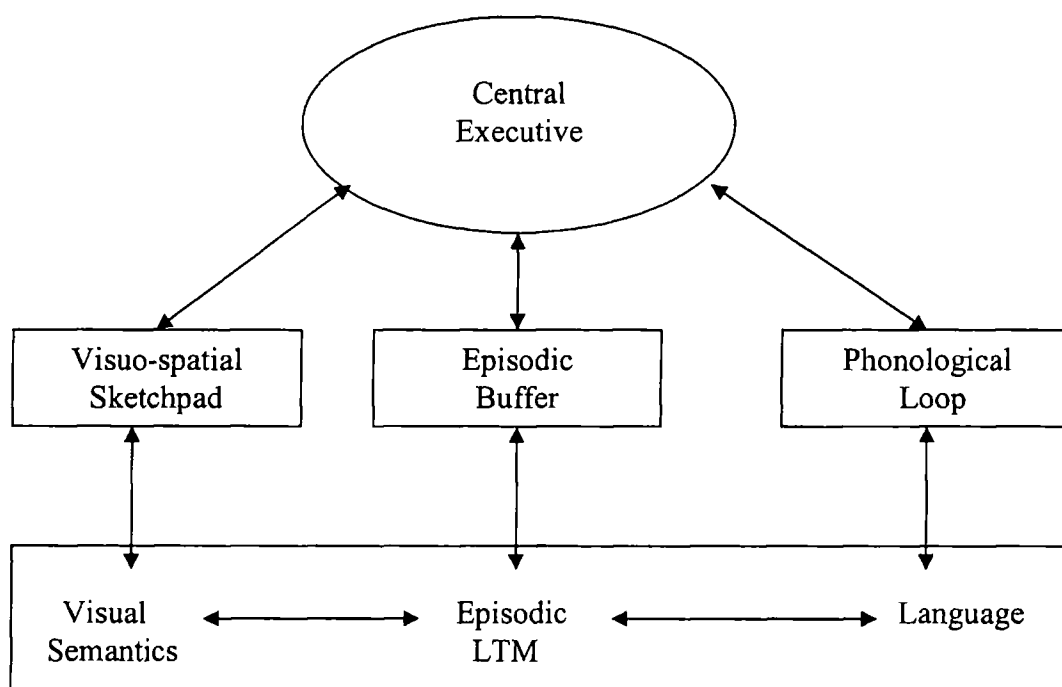 Central
Executive
Visuo-spatial
Sketchpad
Episodic
Buffer
Phonological
Loop
Visual
Semantics
Episodic
LTM
Language